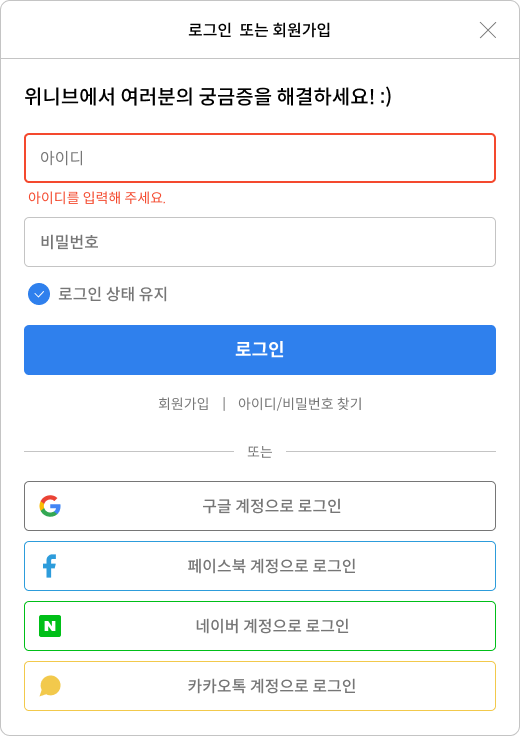 로그인 또는 회원가입
위니브에서 여러분의 궁금증을 해결하세요! :)
아이디
아이디를 입력해 주세요.
비밀번호
로그인 상태 유지
로그인
회원가입 | 아이디/비밀번호 찾기
또는
구글 계정으로 로그인
페이스북 계정으로 로그인
네이버 계정으로 로그인
카카오톡 계정으로 로그인